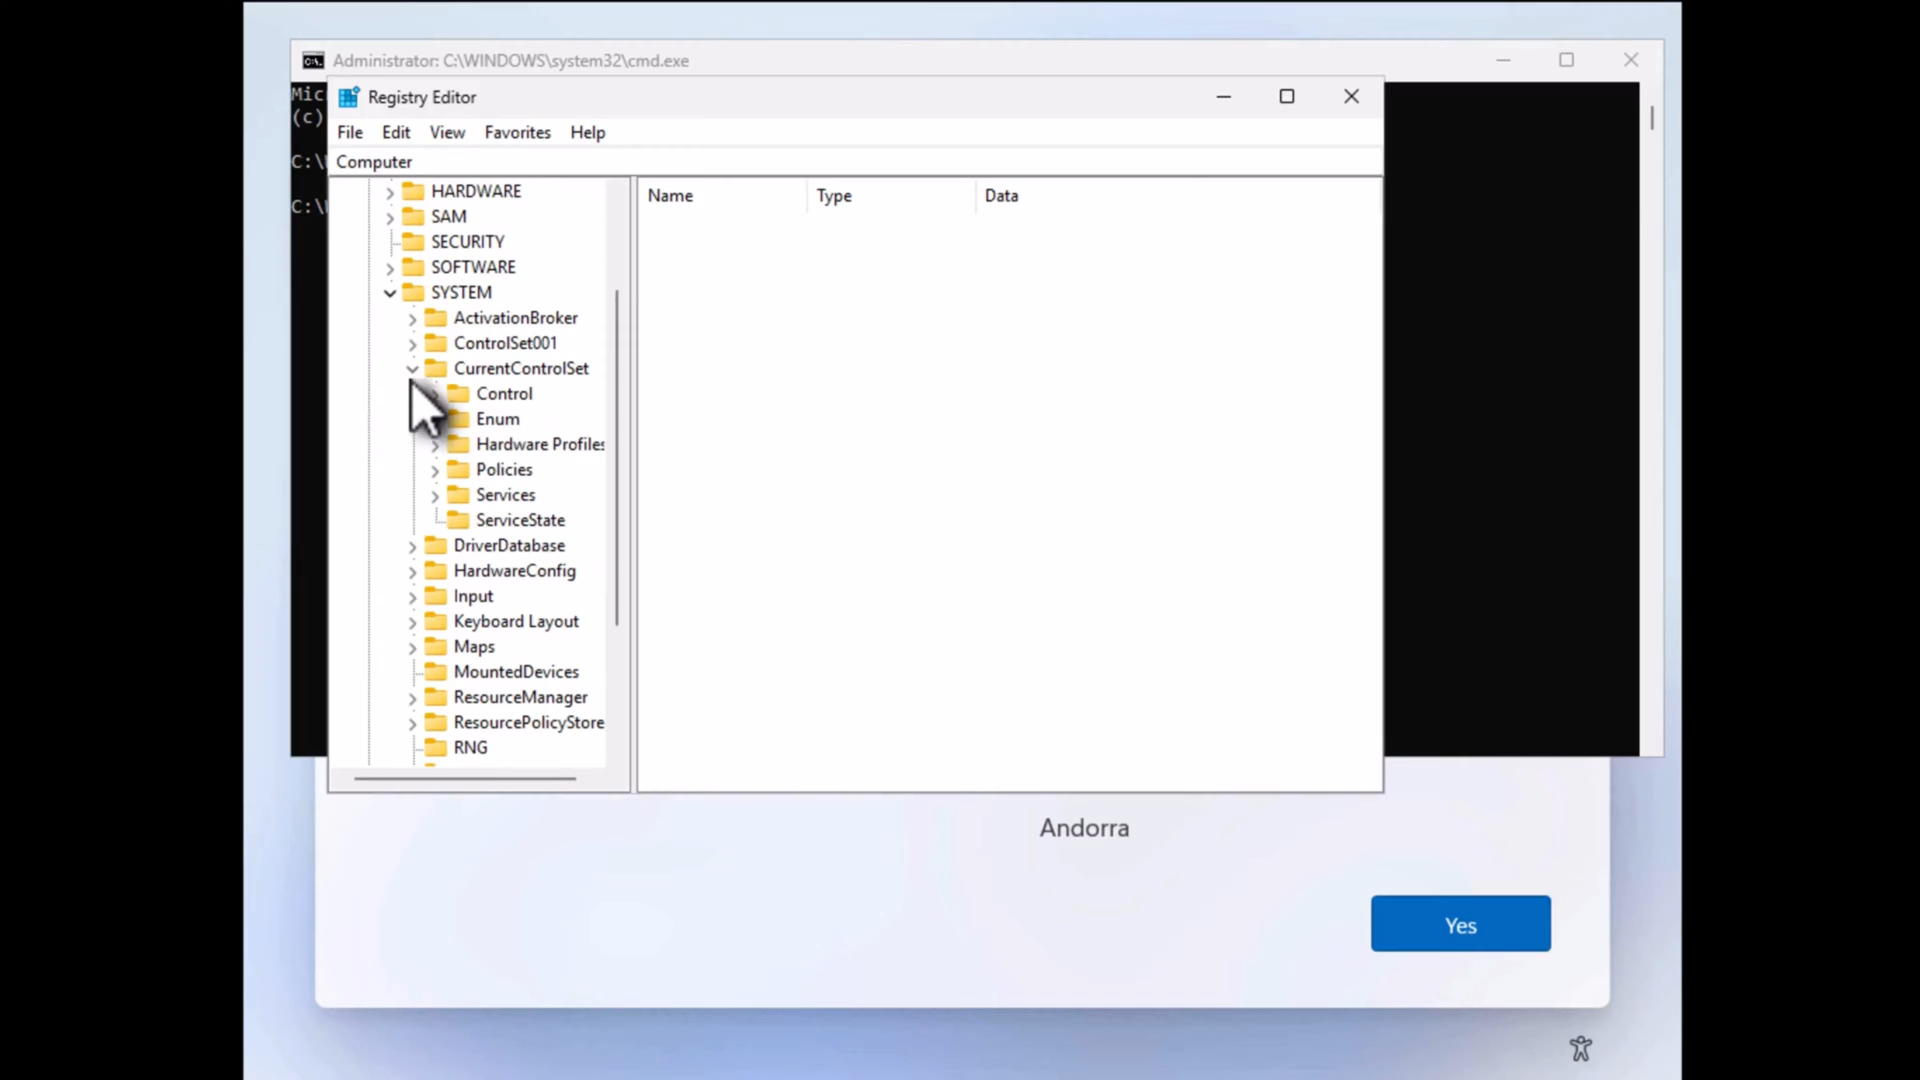 Administrator: C:\WINDOWS\system32\cmd.exe
Mic
(c)
C:\
C:\
Registry Editor
File Edit View Favorites Help
Computer
Name Type Data
HARDWARE
SAM
SECURITY
SOFTWARE
SYSTEM
ActivationBroker
ControlSet001
CurrentControlSet
Control
Enum
Hardware Profiles
Policies
Services
ServiceState
DriverDatabase
HardwareConfig
Input
Keyboard Layout
Maps
MountedDevices
ResourceManager
ResourcePolicyStore
RNG
Andorra
Yes